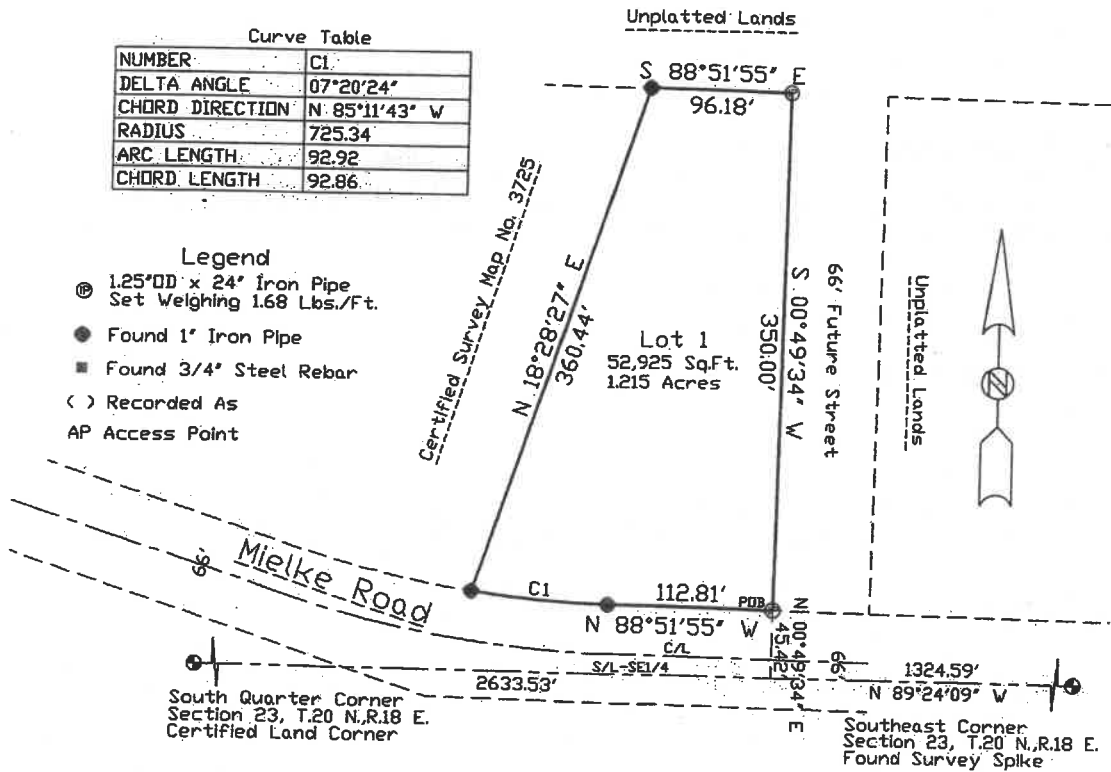 Unplatted Lands
Curve Table
NUMBER C1
DELTA ANGLE 07°20'24"
CHORD DIRECTION N 85°11'43" W
RADIUS 725.34
ARC LENGTH 92.92
CHORD LENGTH 92.86
S 88°51'55" E
96.18'
Legend
IP 1.25"OD x 24" Iron Pipe
Set Weighing 1.68 Lbs./Ft.
Found 1" Iron Pipe
Found 3/4" Steel Rebar
( ) Recorded As
AP Access Point
Certified Survey Map No. 3725
N 18°28'27" E
360.44'
Lot 1
52,925 Sq.Ft.
1.215 Acres
S 00°49'34" W
350.00'
66' Future Street
Unplatted Lands
N
66'
Mielke Road
C1
112.81'
POB
N 88°51'55" W
N 00°49'34" E
45.42'
66'
C/L
S/L-SE1/4
2633.53'
1324.59'
N 89°24'09" W
South Quarter Corner
Section 23, T.20 N.,R.18 E.
Certified Land Corner
Southeast Corner
Section 23, T.20 N.,R.18 E.
Found Survey Spike